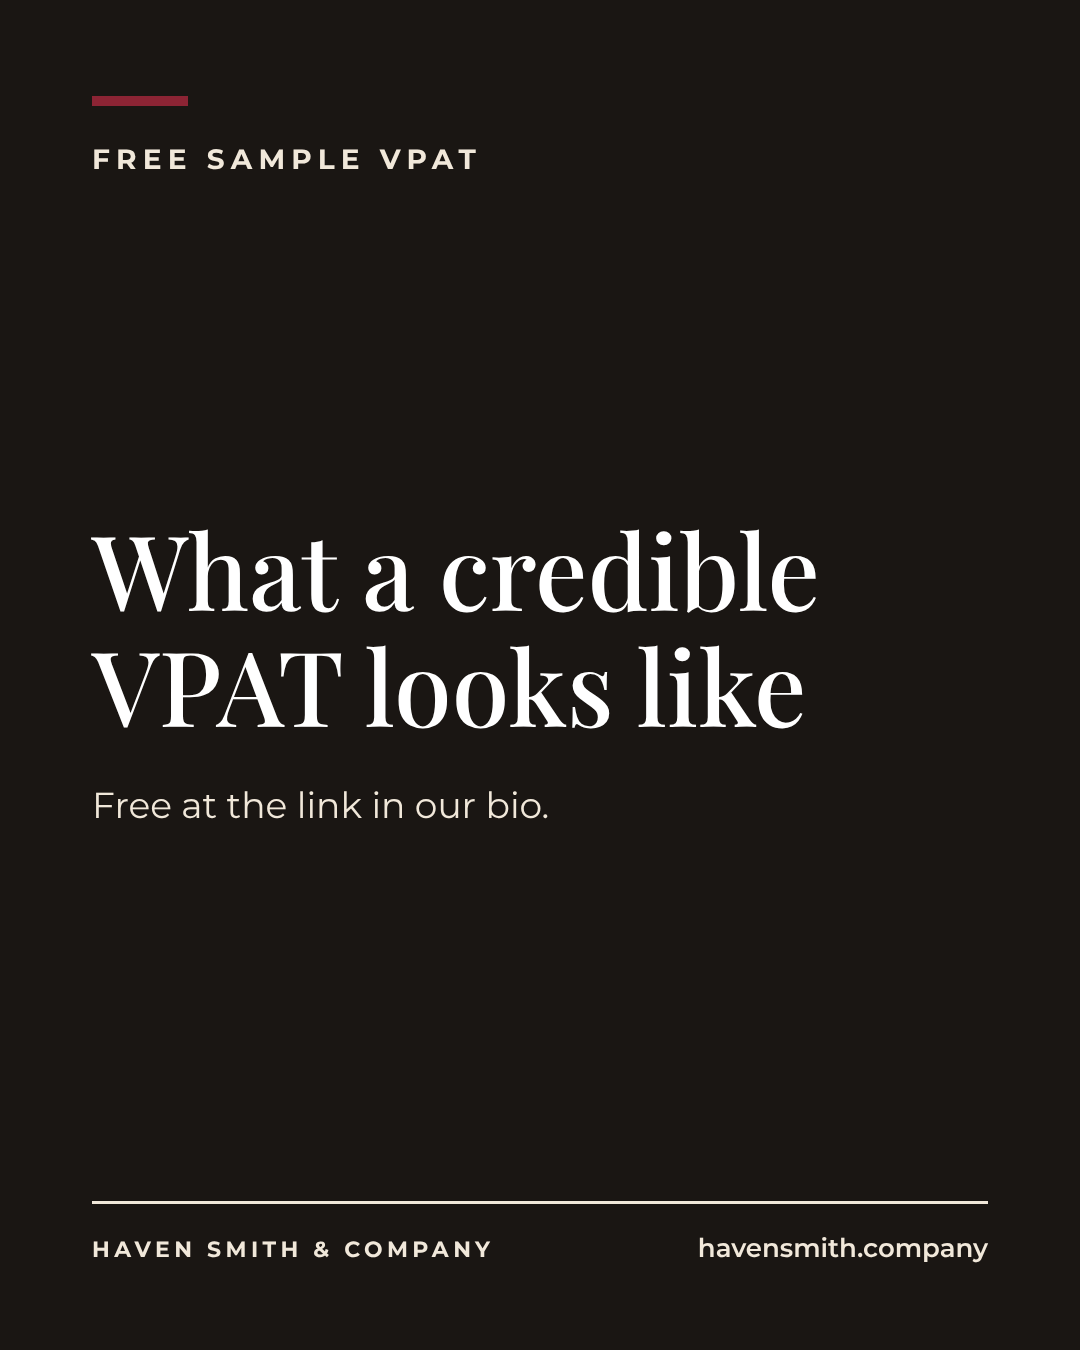 FREE SAMPLE VPAT
What a credible
VPAT looks like
Free at the link in our bio.
HAVEN SMITH & COMPANY
havensmith.company